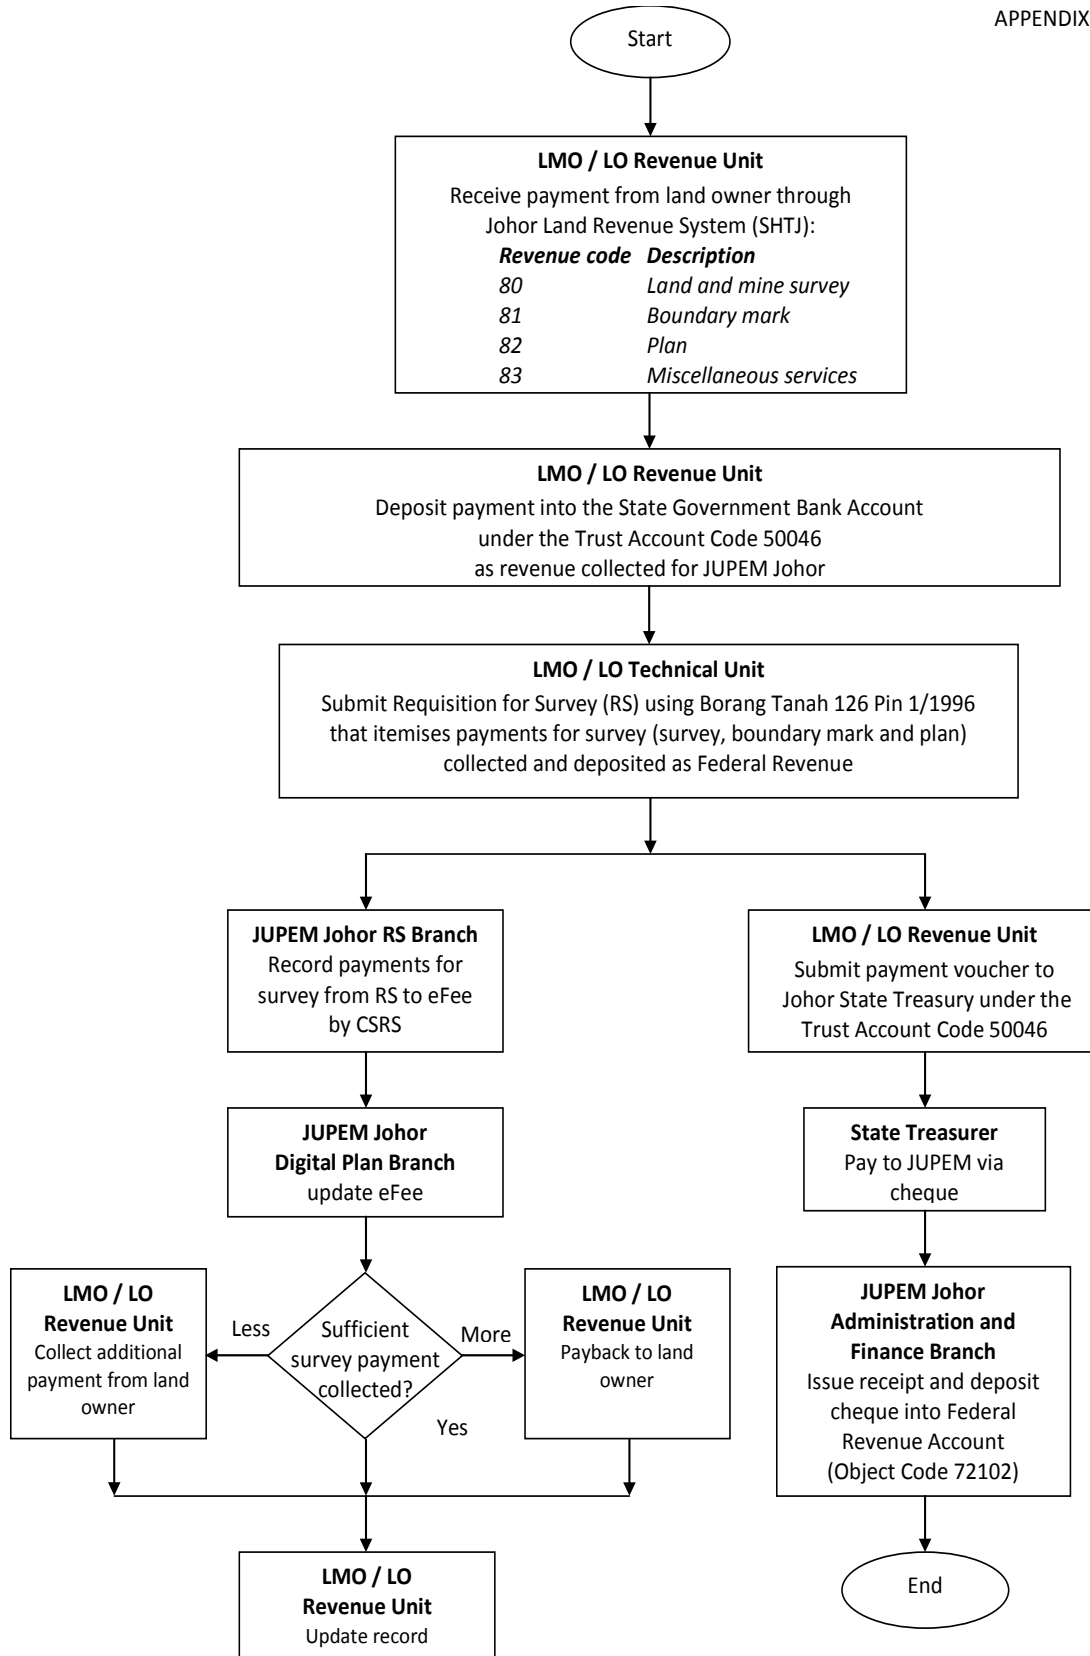 APPENDIX
Start
LMO / LO Revenue Unit
Receive payment from land owner through
Johor Land Revenue System (SHTJ):
Revenue code Description
80 Land and mine survey
81 Boundary mark
82 Plan
83 Miscellaneous services
LMO / LO Revenue Unit
Deposit payment into the State Government Bank Account
under the Trust Account Code 50046
as revenue collected for JUPEM Johor
LMO / LO Technical Unit
Submit Requisition for Survey (RS) using Borang Tanah 126 Pin 1/1996
that itemises payments for survey (survey, boundary mark and plan)
collected and deposited as Federal Revenue
JUPEM Johor RS Branch
Record payments for
survey from RS to eFee
by CSRS
LMO / LO Revenue Unit
Submit payment voucher to
Johor State Treasury under the
Trust Account Code 50046
JUPEM Johor
Digital Plan Branch
update eFee
State Treasurer
Pay to JUPEM via
cheque
LMO / LO
Revenue Unit
Collect additional
payment from land
owner
Less
Sufficient
survey payment
collected?
More
Yes
LMO / LO
Revenue Unit
Payback to land
owner
JUPEM Johor
Administration and
Finance Branch
Issue receipt and deposit
cheque into Federal
Revenue Account
(Object Code 72102)
LMO / LO
Revenue Unit
Update record
End